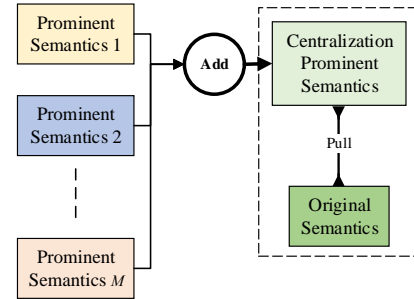 Prominent
Semantics 1
Prominent
Semantics 2
Prominent
Semantics M
Add
Centralization
Prominent
Semantics
Pull
Original
Semantics